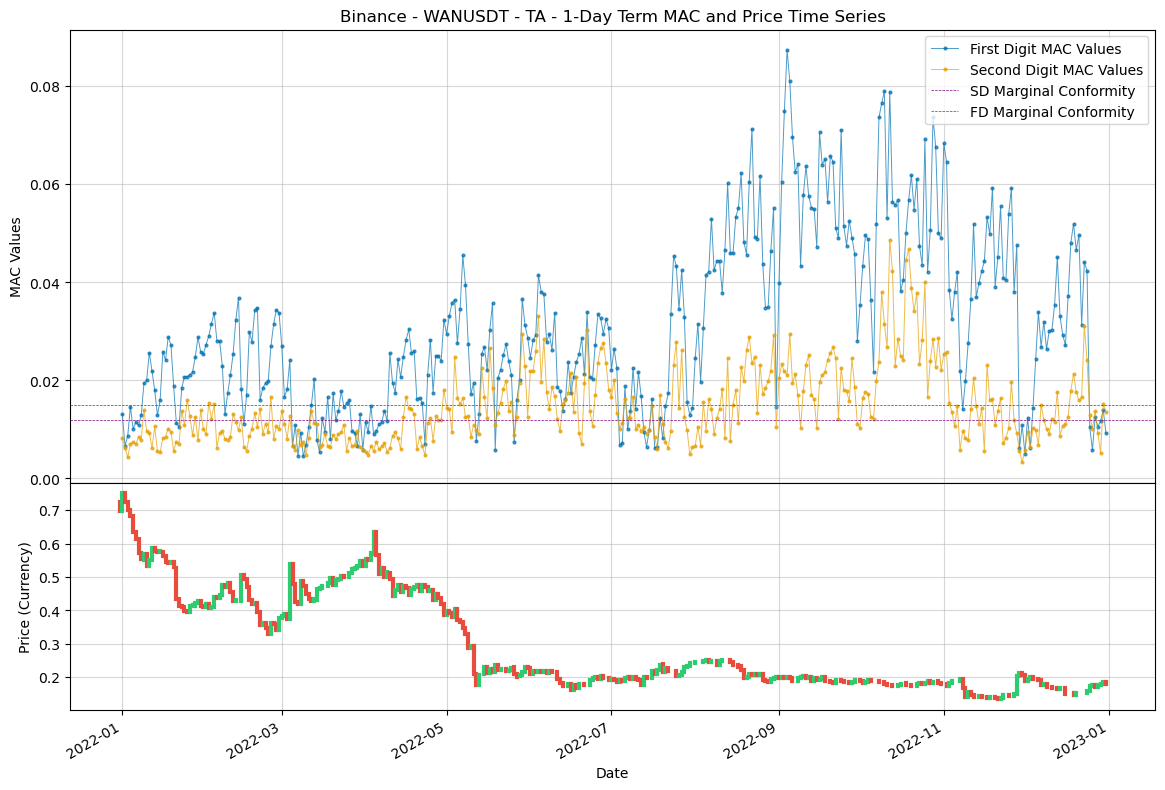 Binance - WANUSDT - TA - 1-Day Term MAC and Price Time Series
First Digit MAC Values
Second Digit MAC Values
SD Marginal Conformity
FD Marginal Conformity
MAC Values
0.08
0.06
0.04
0.02
0.00
Price (Currency)
0.7
0.6
0.5
0.4
0.3
0.2
2022-01
2022-03
2022-05
2022-07
2022-09
2022-11
2023-01
Date